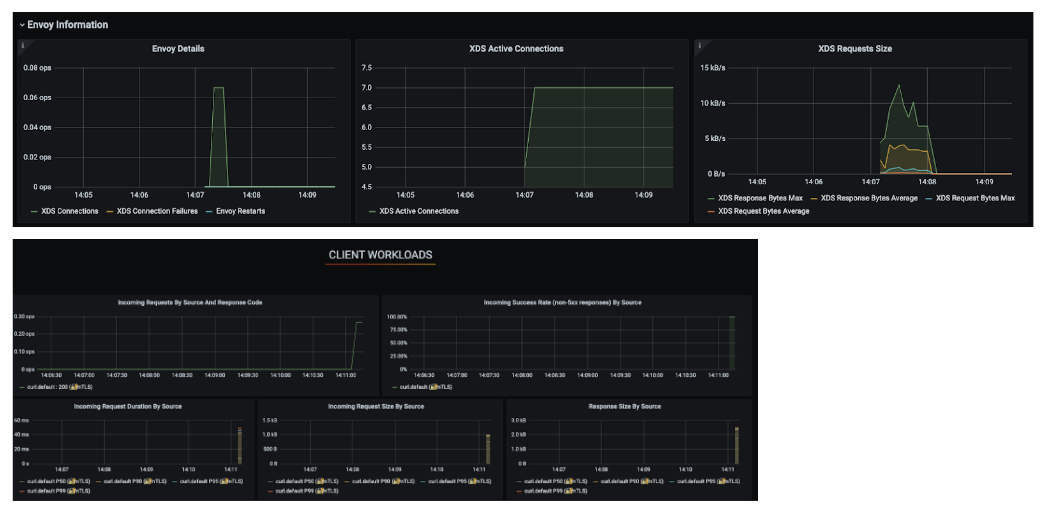 Envoy Information
Envoy Details
0.08 ops
0.06 ops
0.04 ops
0.02 ops
0 ops
14:05 14:06 14:07 14:08 14:09
XDS Connections XDS Connection Failures Envoy Restarts
XDS Active Connections
7.5
7.0
6.5
6.0
5.5
5.0
4.5
14:05 14:06 14:07 14:08 14:09
XDS Active Connections
XDS Requests Size
15 kB/s
10 kB/s
5 kB/s
0 B/s
14:05 14:06 14:07 14:08 14:09
XDS Response Bytes Max XDS Response Bytes Average XDS Request Bytes Max
XDS Request Bytes Average
CLIENT WORKLOADS
Incoming Requests By Source And Response Code
0.30 ops
0.20 ops
0.10 ops
0 ops
14:06:30 14:07:00 14:07:30 14:08:00 14:08:30 14:09:00 14:09:30 14:10:00 14:10:30 14:11:00
curl.default : 200 (🔐mTLS)
Incoming Success Rate (non-5xx responses) By Source
100.00%
75.00%
50.00%
25.00%
0%
14:06:30 14:07:00 14:07:30 14:08:00 14:08:30 14:09:00 14:09:30 14:10:00 14:10:30 14:11:00
curl.default (🔐mTLS)
Incoming Request Duration By Source
60 ms
40 ms
20 ms
0 s
14:07 14:08 14:09 14:10 14:11
curl.default P50 (🔐mTLS) curl.default P90 (🔐mTLS) curl.default P95 (🔐mTLS)
curl.default P99 (🔐mTLS)
Incoming Request Size By Source
1.5 kB
1.0 kB
500 B
0 B
14:07 14:08 14:09 14:10 14:11
curl.default P50 (🔐mTLS) curl.default P90 (🔐mTLS) curl.default P95 (🔐mTLS)
curl.default P99 (🔐mTLS)
Response Size By Source
3.0 kB
2.0 kB
1.0 kB
0 B
14:07 14:08 14:09 14:10 14:11
curl.default P50 (🔐mTLS) curl.default P90 (🔐mTLS) curl.default P95 (🔐mTLS)
curl.default P99 (🔐mTLS)